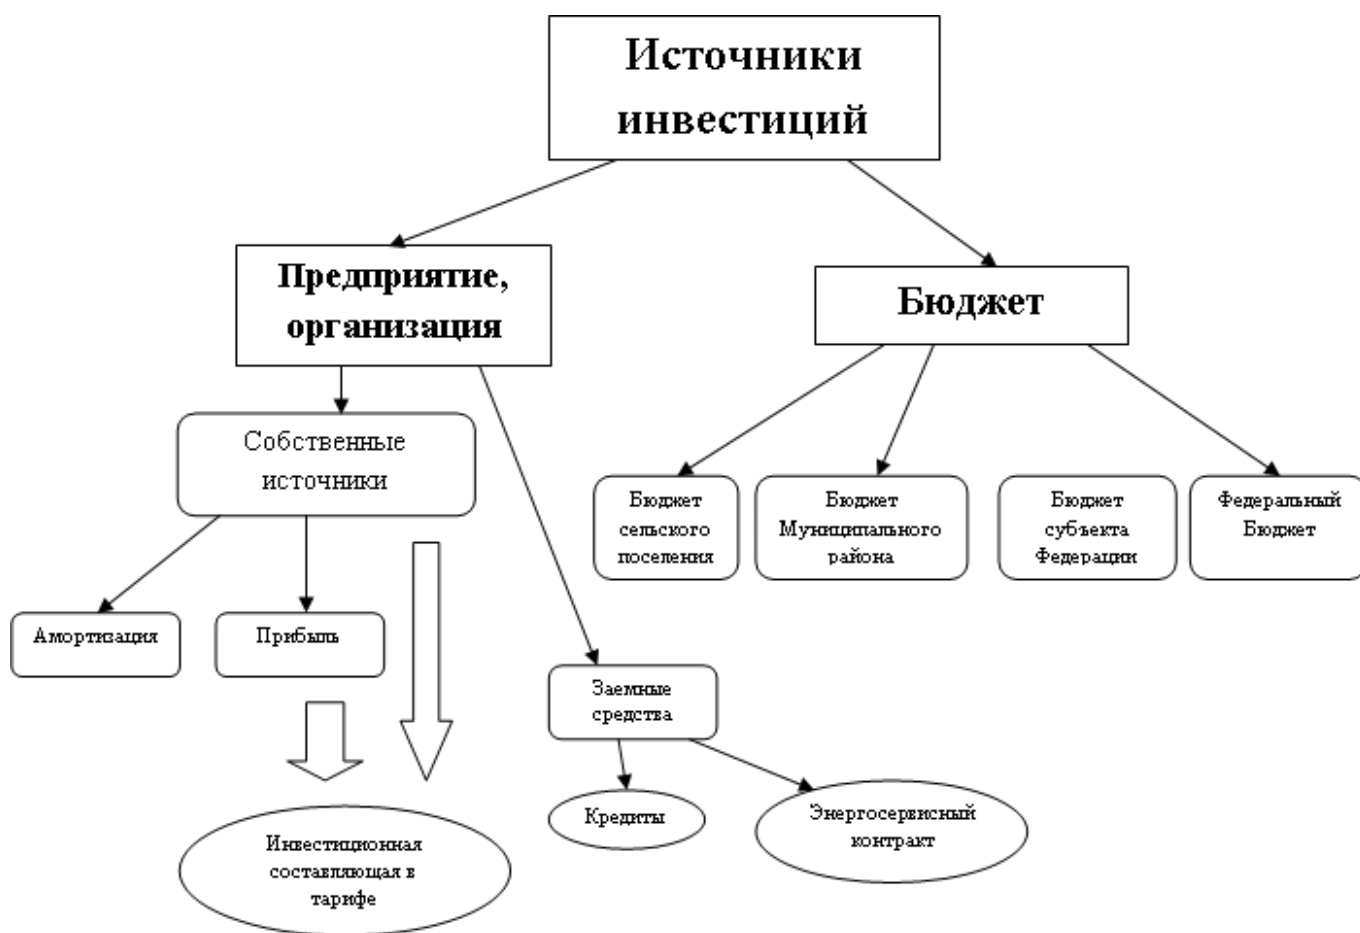 Источники
инвестиций
Предприятие,
организация
Бюджет
Собственные
источники
Бюджет
сельского
поселения
Бюджет
Муниципального
района
Бюджет
субъекта
Федерации
Федеральный
Бюджет
Амортизация
Прибыль
Заемные
средства
Кредиты
Энергосервисный
контракт
Инвестиционная
составляющая в
тарифе